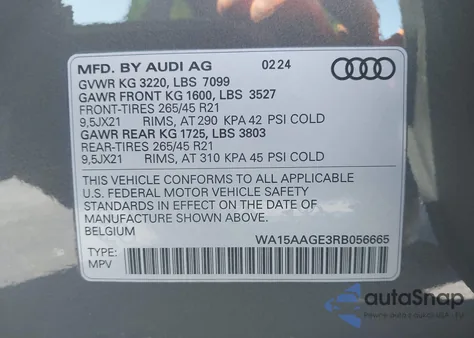 MFD. BY AUDI AG 0224
GVWR KG 3220, LBS 7099
GAWR FRONT KG 1600, LBS 3527
FRONT-TIRES 265/45 R21
9,5JX21 RIMS, AT 290 KPA 42 PSI COLD
GAWR REAR KG 1725, LBS 3803
REAR-TIRES 265/45 R21
9,5JX21 RIMS, AT 310 KPA 45 PSI COLD
THIS VEHICLE CONFORMS TO ALL APPLICABLE
U.S. FEDERAL MOTOR VEHICLE SAFETY
STANDARDS IN EFFECT ON THE DATE OF
MANUFACTURE SHOWN ABOVE.
BELGIUM WA15AAGE3RB056665
TYPE:
MPV
autoSnap